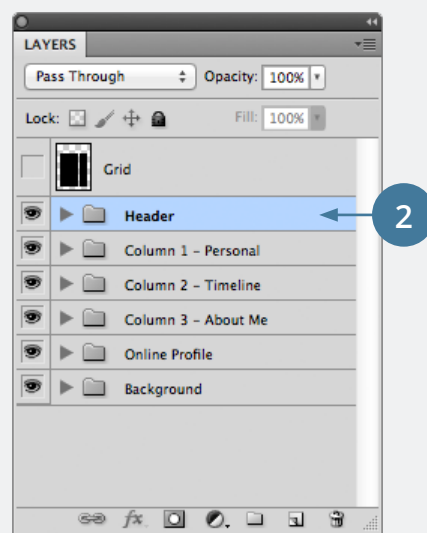 LAYERS
Pass Through Opacity: 100%
Lock: Fill: 100%
Grid
Header
2
Column 1 – Personal
Column 2 – Timeline
Column 3 – About Me
Online Profile
Background
fx.